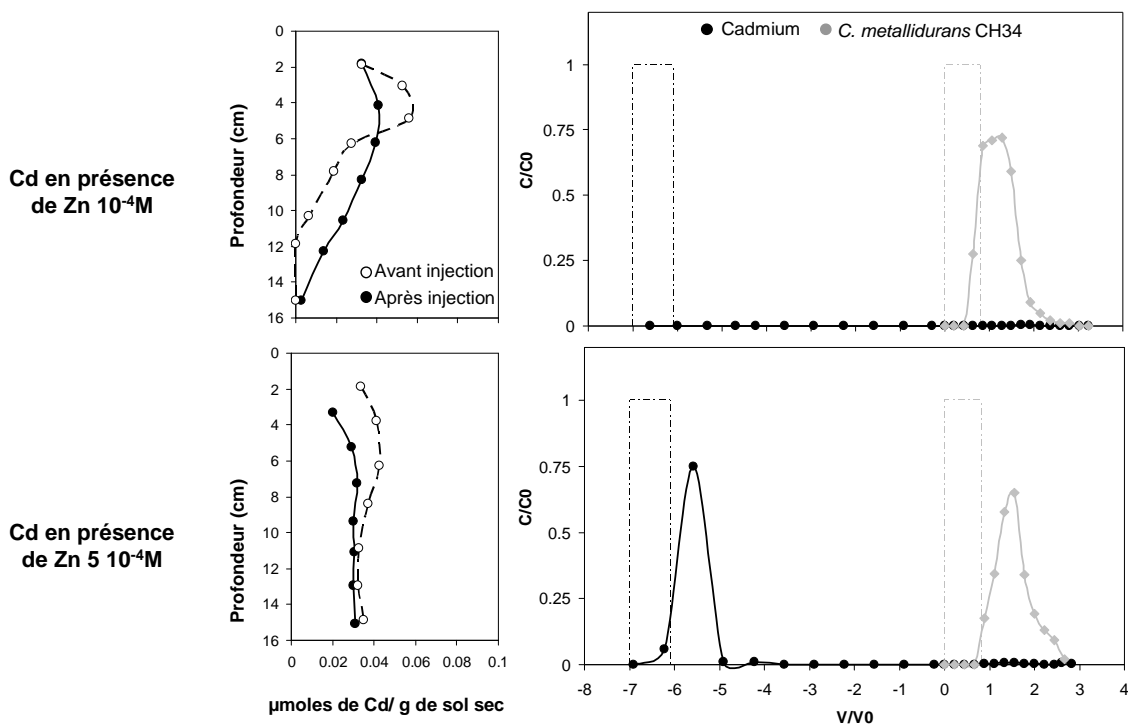 Cd en présence
de Zn 10-4M
Profondeur (cm)
0
2
4
6
8
10
12
14
16
Avant injection
Après injection
Cadmium
C. metallidurans CH34
C/C0
1
0.75
0.5
0.25
0
Cd en présence
de Zn 5 10-4M
Profondeur (cm)
0
2
4
6
8
10
12
14
16
0 0.02 0.04 0.06 0.08 0.1
µmoles de Cd/ g de sol sec
C/C0
1
0.75
0.5
0.25
0
-7 -6 -5 -4 -3 -2 -1 0 1 2 3 4
V/V0